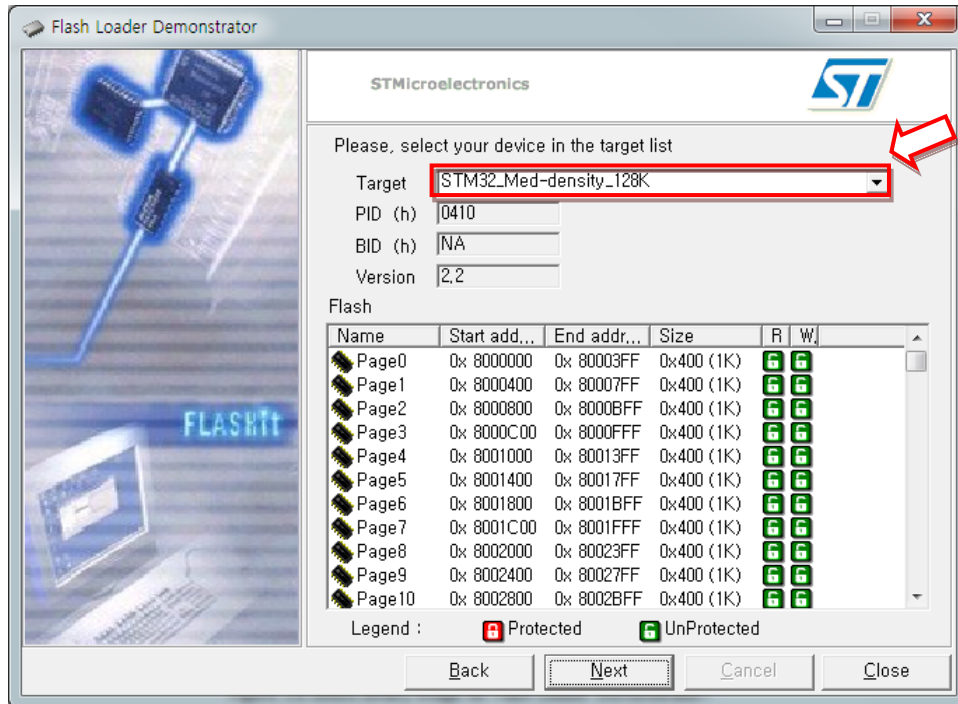 Flash Loader Demonstrator
STMicroelectronics
ST
Please, select your device in the target list
Target STM32_Med-density_128K
PID (h) 0410
BID (h) NA
Version 2,2
Flash
Name Start add,,, End addr,,, Size R W,
Page0 0x 8000000 0x 80003FF 0x400 (1K)
Page1 0x 8000400 0x 80007FF 0x400 (1K)
Page2 0x 8000800 0x 8000BFF 0x400 (1K)
Page3 0x 8000C00 0x 8000FFF 0x400 (1K)
Page4 0x 8001000 0x 80013FF 0x400 (1K)
Page5 0x 8001400 0x 80017FF 0x400 (1K)
Page6 0x 8001800 0x 8001BFF 0x400 (1K)
Page7 0x 8001C00 0x 8001FFF 0x400 (1K)
Page8 0x 8002000 0x 80023FF 0x400 (1K)
Page9 0x 8002400 0x 80027FF 0x400 (1K)
Page10 0x 8002800 0x 8002BFF 0x400 (1K)
FLASHit
Legend : Protected UnProtected
Back Next Cancel Close